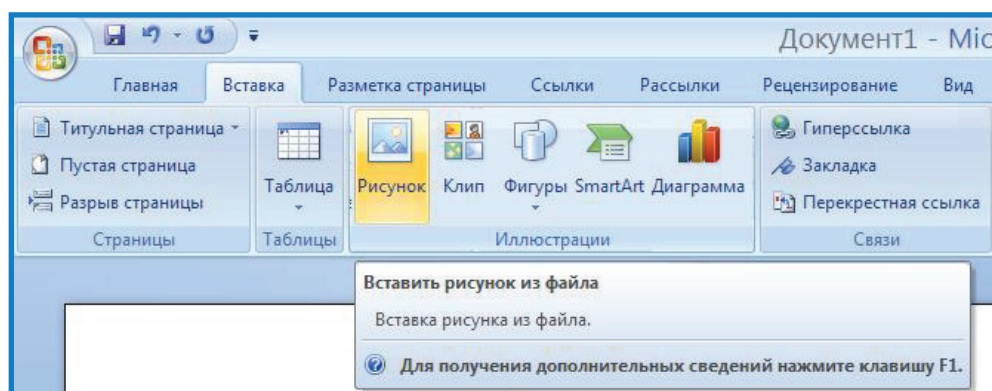 Документ1 - Mic
Главная Вставка Разметка страницы Ссылки Рассылки Рецензирование Вид
Титульная страница
Пустая страница
Разрыв страницы
Страницы
Таблица
Таблицы
Рисунок Клип Фигуры SmartArt Диаграмма
Иллюстрации
Гиперссылка
Закладка
Перекрестная ссылка
Связи
Вставить рисунок из файла
Вставка рисунка из файла.
Для получения дополнительных сведений нажмите клавишу F1.